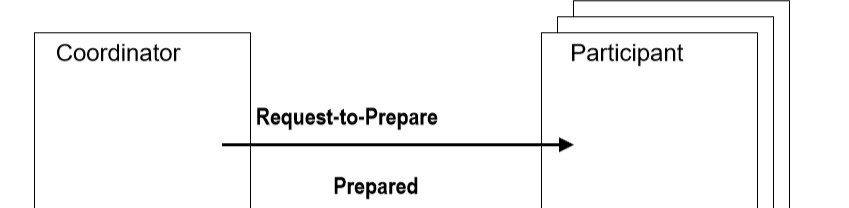 Coordinator
Participant
Request-to-Prepare
Prepared